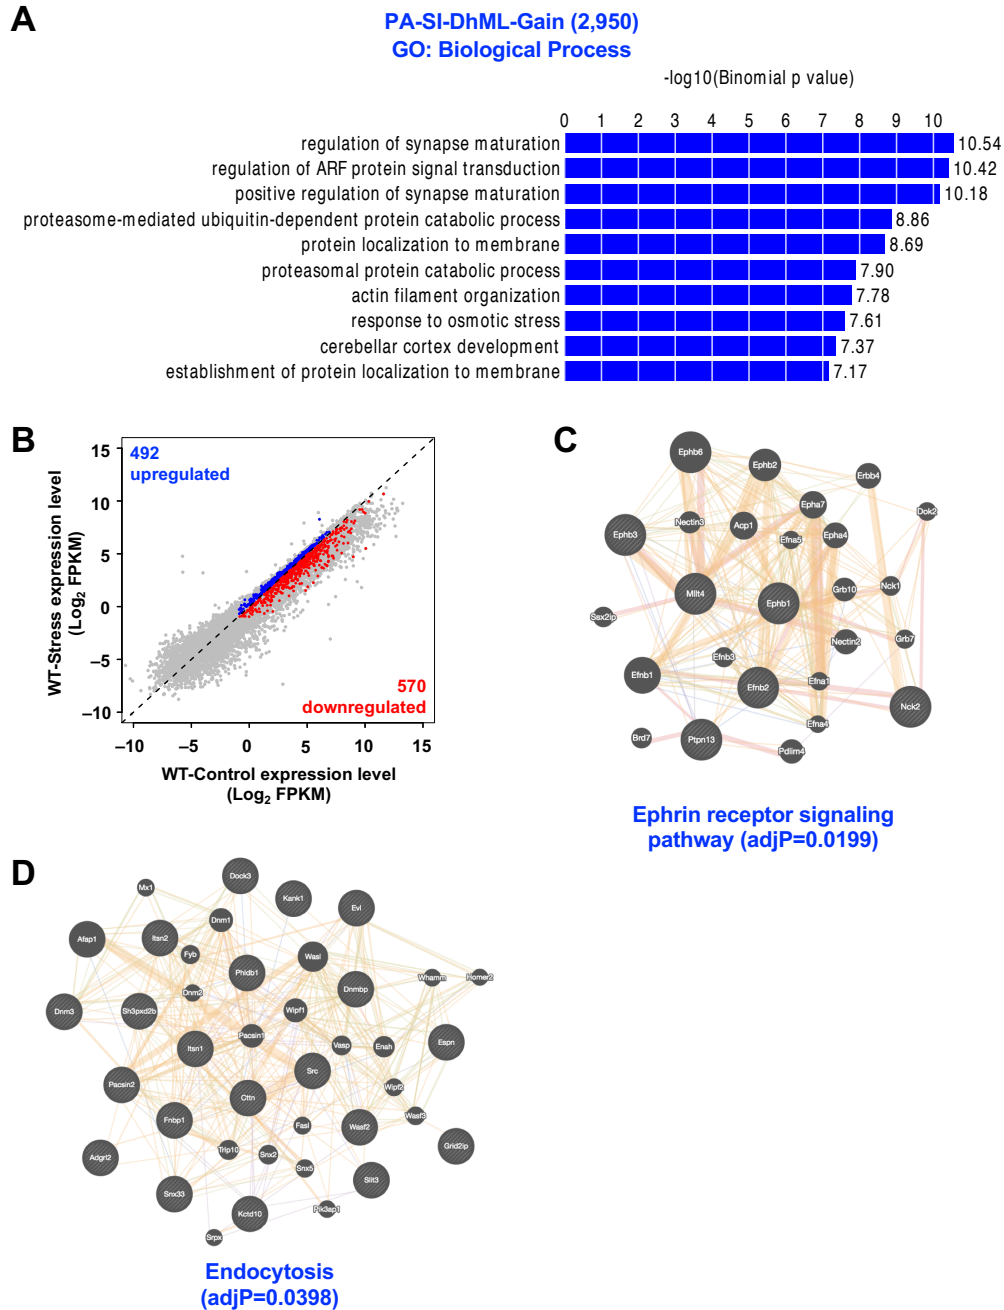 A
PA-SI-DhML-Gain (2,950)
GO: Biological Process
-log10(Binomial p value)
0 1 2 3 4 5 6 7 8 9 10
regulation of synapse maturation 10.54
regulation of ARF protein signal transduction 10.42
positive regulation of synapse maturation 10.18
proteasome-mediated ubiquitin-dependent protein catabolic process 8.86
protein localization to membrane 8.69
proteasomal protein catabolic process 7.90
actin filament organization 7.78
response to osmotic stress 7.61
cerebellar cortex development 7.37
establishment of protein localization to membrane 7.17
B
492
upregulated
WT-Stress expression level
(Log2 FPKM)
15
10
5
0
–5
–10
570
downregulated
–10 –5 0 5 10 15
WT-Control expression level
(Log2 FPKM)
C
Ephb6
Ephb2
Erbb4
Epha7
Dok2
Nectin3
Acp1
Ephb3
Efna5
Epha4
Mllt4
Ephb1
Grb10
Nck1
Ssx2ip
Nectin2
Grb7
Efnb3
Efnb1
Efnb2
Efna1
Nck2
Efna4
Brd7
Ptpn13
Pdlim4
Ephrin receptor signaling
pathway (adjP=0.0199)
D
Dock3
Mx1
Kank1
Evl
Dnm1
Afap1
Itsn2
Fyb
Wasl
Phldb1
Whamm
Homer2
Dnm2
Dnmbp
Dnm3
Sh3pxd2b
Wipf1
Pacsin1
Itsn1
Vasp
Enah
Espn
Src
Pacsin2
Wipf2
Cttn
Fnbp1
Fasl
Wasf2
Wasf3
Grid2ip
Adgrl2
Trip10
Snx2
Snx5
Snx33
Slit3
Kctd10
Pik3ap1
Srpx
Endocytosis
(adjP=0.0398)